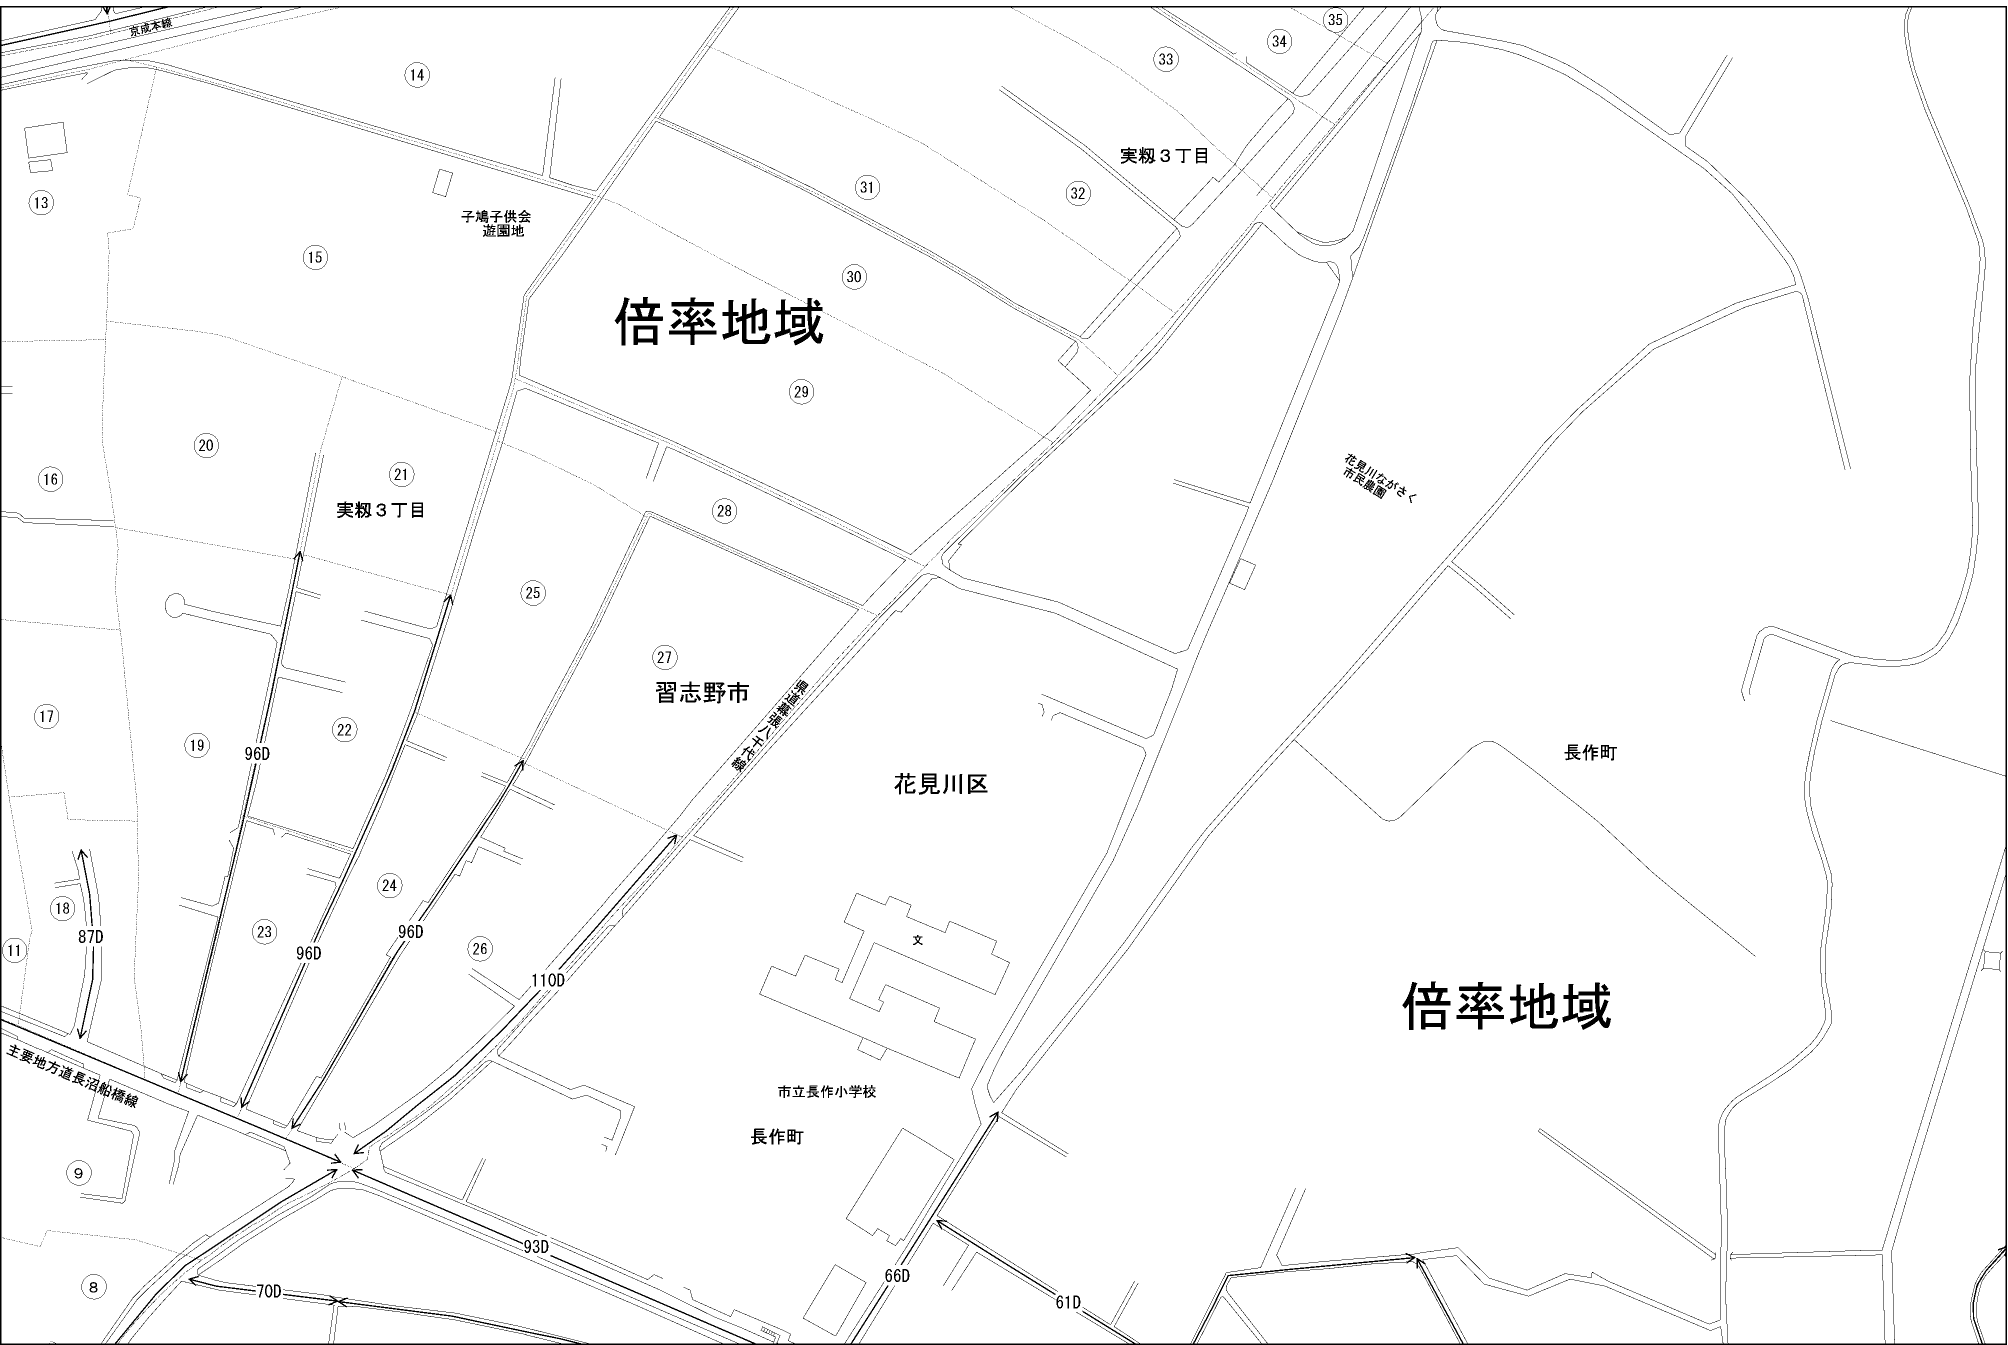 京成本線
35
34
33
14
実籾３丁目
13
31
32
子鳩子供会
遊園地
15
30
倍率地域
29
20
21
16
花見川ながさく
市民農園
実籾３丁目
28
25
27
習志野市
県道幕張八千代線
17
22
19
96D
長作町
花見川区
24
18
23
96D
96D
87D
11
26
文
110D
倍率地域
主要地方道長沼船橋線
市立長作小学校
長作町
9
93D
66D
8
70D
61D